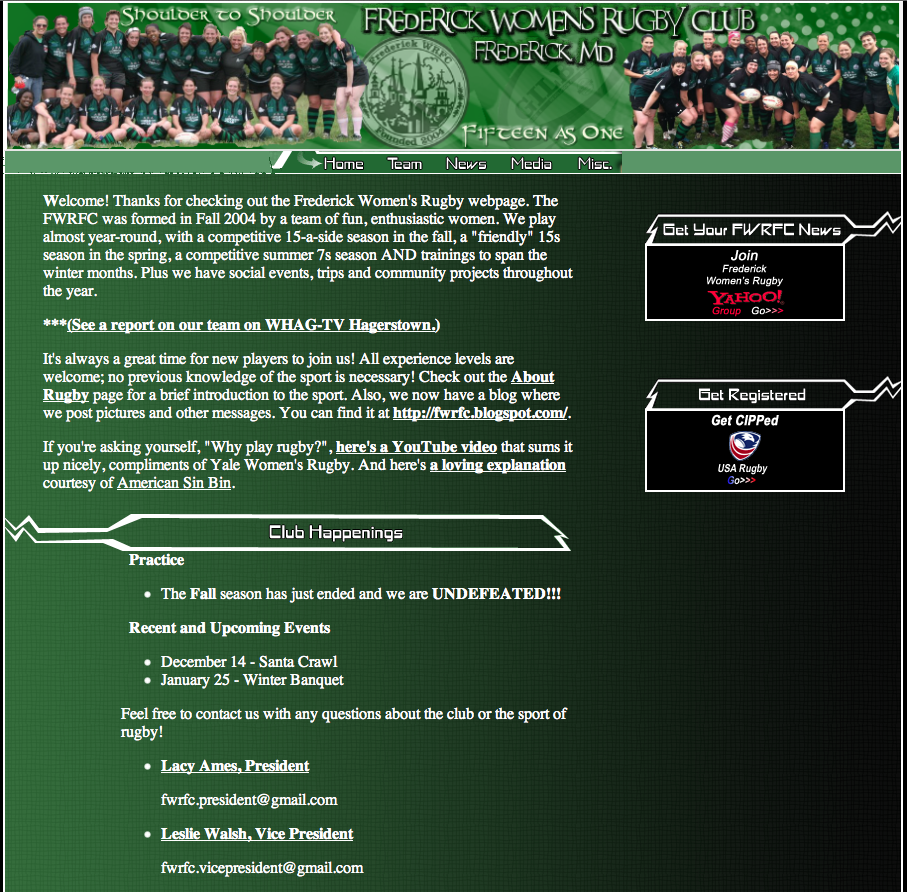 Shoulder to Shoulder
Frederick Women's Rugby Club
Frederick, MD
Frederick WRFC
Founded 2004
Fifteen as One
Home Team News Media Misc.
Welcome! Thanks for checking out the Frederick Women's Rugby webpage. The
FWRFC was formed in Fall 2004 by a team of fun, enthusiastic women. We play
almost year-round, with a competitive 15-a-side season in the fall, a "friendly" 15s
season in the spring, a competitive summer 7s season AND trainings to span the
winter months. Plus we have social events, trips and community projects throughout
the year.
***(See a report on our team on WHAG-TV Hagerstown.)
It's always a great time for new players to join us! All experience levels are
welcome; no previous knowledge of the sport is necessary! Check out the About
Rugby page for a brief introduction to the sport. Also, we now have a blog where
we post pictures and other messages. You can find it at http://fwrfc.blogspot.com/.
If you're asking yourself, "Why play rugby?", here's a YouTube video that sums it
up nicely, compliments of Yale Women's Rugby. And here's a loving explanation
courtesy of American Sin Bin.
Get Your FWRFC News
Join
Frederick
Women's Rugby
YAHOO!
Group Go>>>
Get Registered
Get CIPPed
USA Rugby
Go>>>
Club Happenings
Practice
• The Fall season has just ended and we are UNDEFEATED!!!
Recent and Upcoming Events
• December 14 - Santa Crawl
• January 25 - Winter Banquet
Feel free to contact us with any questions about the club or the sport of
rugby!
• Lacy Ames, President
fwrfc.president@gmail.com
• Leslie Walsh, Vice President
fwrfc.vicepresident@gmail.com